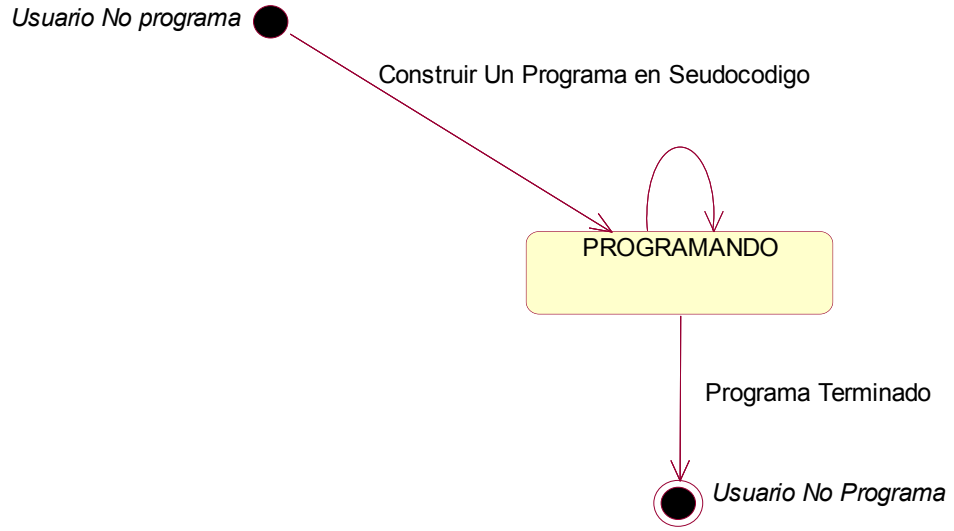 Usuario No programa
Construir Un Programa en Seudocodigo
PROGRAMANDO
Programa Terminado
Usuario No Programa